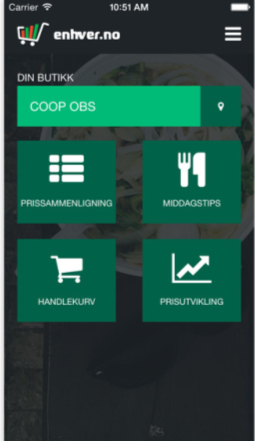 Carrier 10:51 AM
enhver.no
DIN BUTIKK
COOP OBS
PRISSAMMENLIGNING MIDDAGSTIPS
HANDLEKURV PRISUTVIKLING